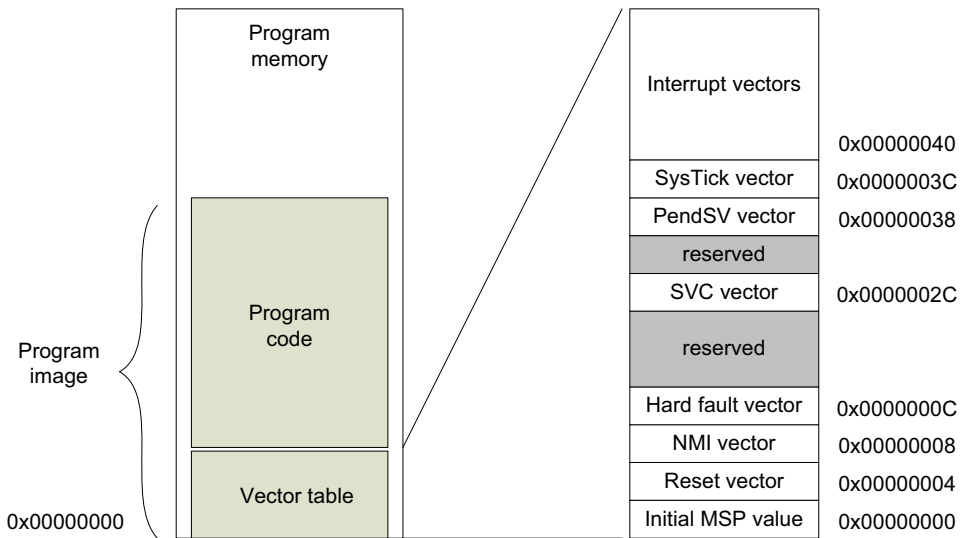 Program
memory
Program
code
Vector table
Program
image
0x00000000
Interrupt vectors
0x00000040
SysTick vector
0x0000003C
PendSV vector
0x00000038
reserved
SVC vector
0x0000002C
reserved
Hard fault vector
0x0000000C
NMI vector
0x00000008
Reset vector
0x00000004
Initial MSP value
0x00000000